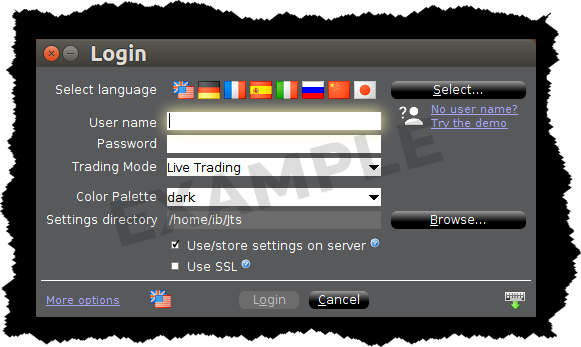 Login
Select language
Select...
User name
No user name?
Try the demo
Password
Trading Mode
Live Trading
Color Palette
dark
Settings directory
/home/ib/Jts
Browse...
Use/store settings on server
?
Use SSL
?
More options
Login
Cancel
EXAMPLE